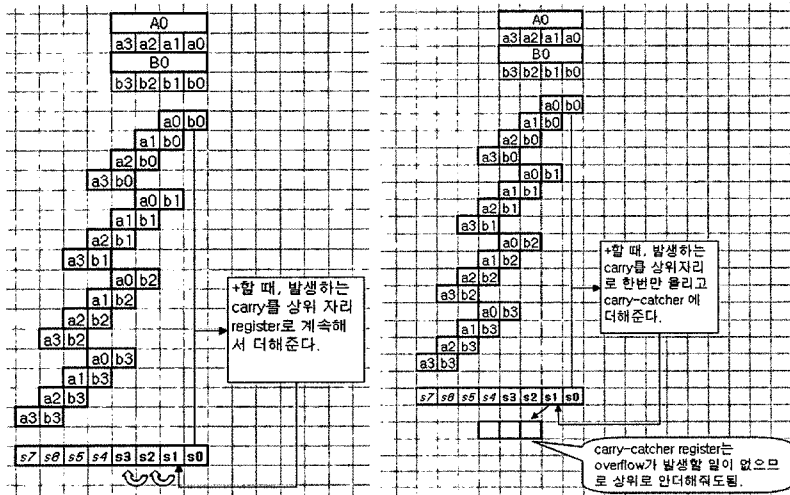 A0
a3 a2 a1 a0
B0
b3 b2 b1 b0
a0 b0
a1 b0
a2 b0
a3 b0
a0 b1
a1 b1
a2 b1
a3 b1
a0 b2
a1 b2
a2 b2
a3 b2
a0 b3
a1 b3
a2 b3
a3 b3
s7 s6 s5 s4 s3 s2 s1 s0
+할 때, 발생하는
carry를 상위 자리
register로 계속해
서 더해준다.
A0
a3 a2 a1 a0
B0
b3 b2 b1 b0
a0 b0
a1 b0
a2 b0
a3 b0
a0 b1
a1 b1
a2 b1
a3 b1
a0 b2
a1 b2
a2 b2
a3 b2
a0 b3
a1 b3
a2 b3
a3 b3
s7 s6 s5 s4 s3 s2 s1 s0
+할 때, 발생하는
carry를 상위자리
로 한번만 올리고
carry-catcher 에
더해준다.
carry-catcher register는
overflow가 발생할 일이 없으므
로 상위로 안더해줘도됨.